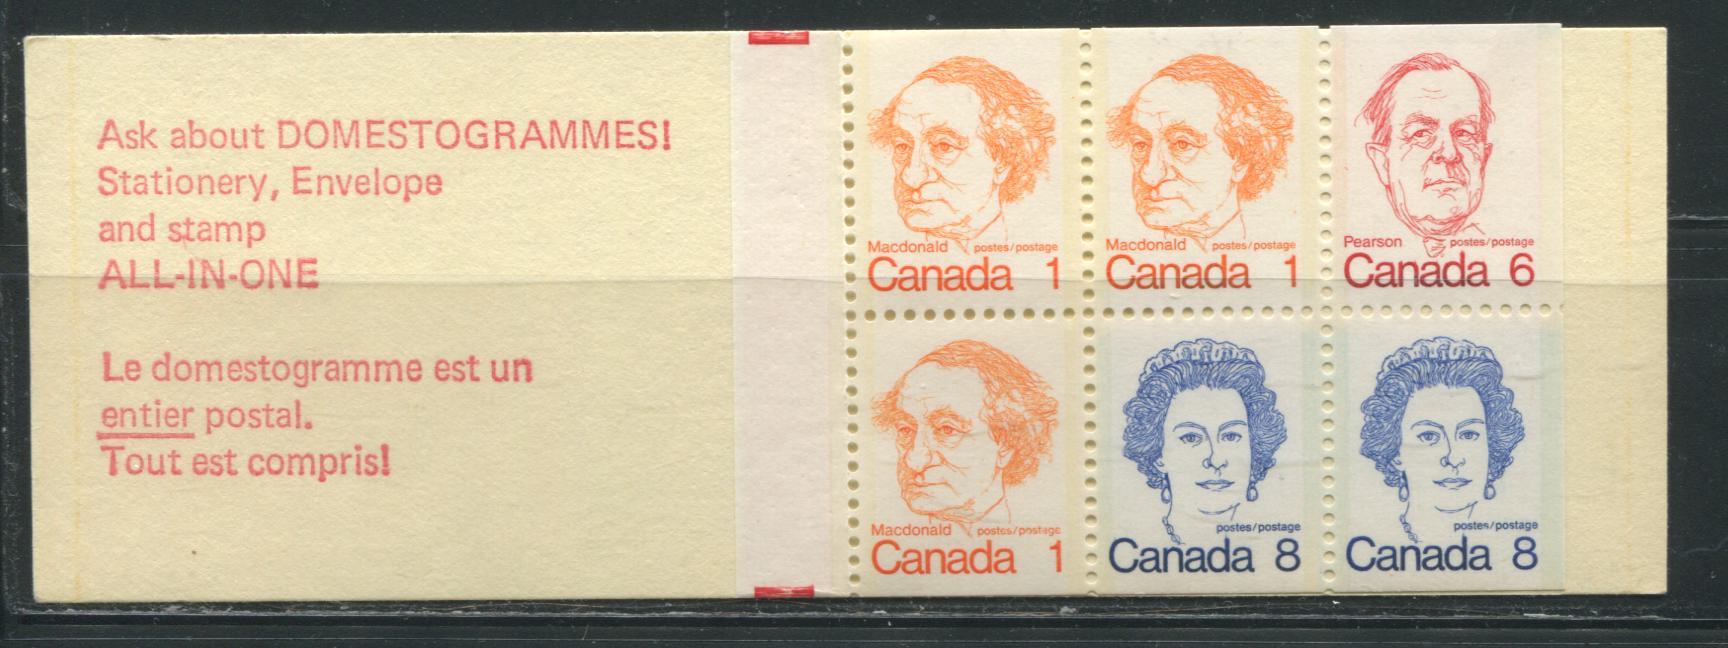 Ask about DOMESTOGRAMMES!
Stationery, Envelope
and stamp
ALL-IN-ONE
Le domestogramme est un
entier postal.
Tout est compris!
Macdonald postes/postage
Canada 1
Macdonald postes/postage
Canada 1
Pearson postes/postage
Canada 6
Macdonald postes/postage
Canada 1
postes/postage
Canada 8
postes/postage
Canada 8